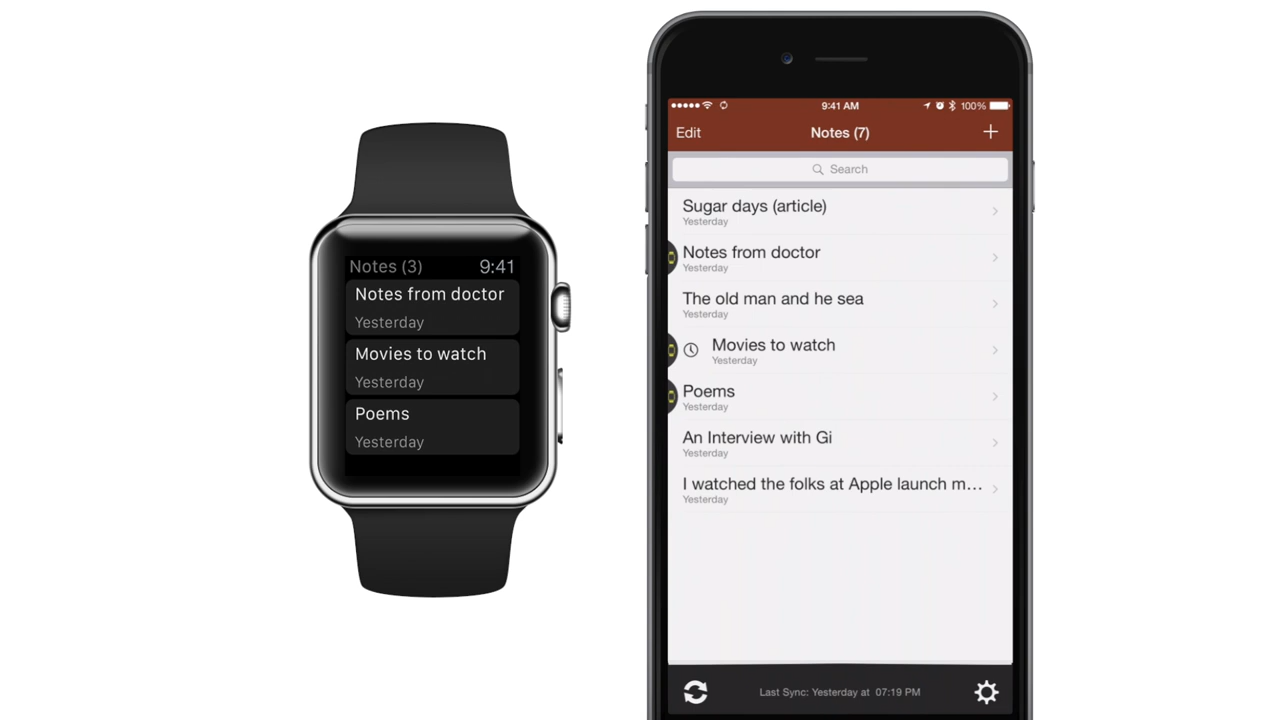 Notes (3) 9:41
Notes from doctor
Yesterday
Movies to watch
Yesterday
Poems
Yesterday
9:41 AM 100%
Edit Notes (7) +
Search
Sugar days (article)
Yesterday
Notes from doctor
Yesterday
The old man and he sea
Yesterday
Movies to watch
Yesterday
Poems
Yesterday
An Interview with Gi
Yesterday
I watched the folks at Apple launch m...
Yesterday
Last Sync: Yesterday at 07:19 PM